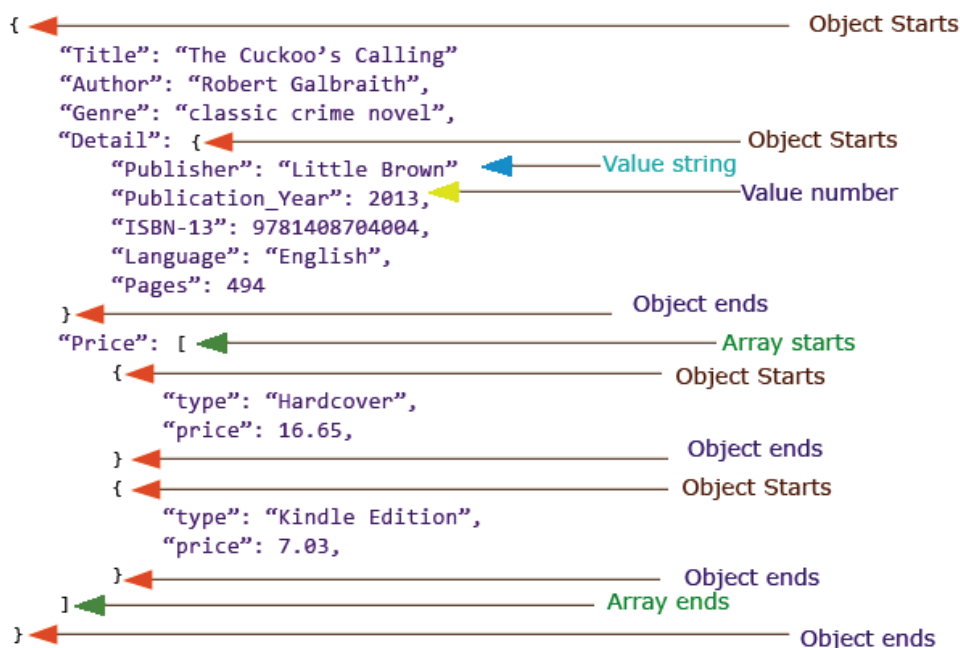 { Object Starts
“Title”: “The Cuckoo’s Calling”
“Author”: “Robert Galbraith”,
“Genre”: “classic crime novel”,
“Detail”: { Object Starts
“Publisher”: “Little Brown” Value string
“Publication_Year”: 2013, Value number
“ISBN-13”: 9781408704004,
“Language”: “English”,
“Pages”: 494
} Object ends
“Price”: [ Array starts
{ Object Starts
“type”: “Hardcover”,
“price”: 16.65,
} Object ends
{ Object Starts
“type”: “Kindle Edition”,
“price”: 7.03,
} Object ends
] Array ends
} Object ends